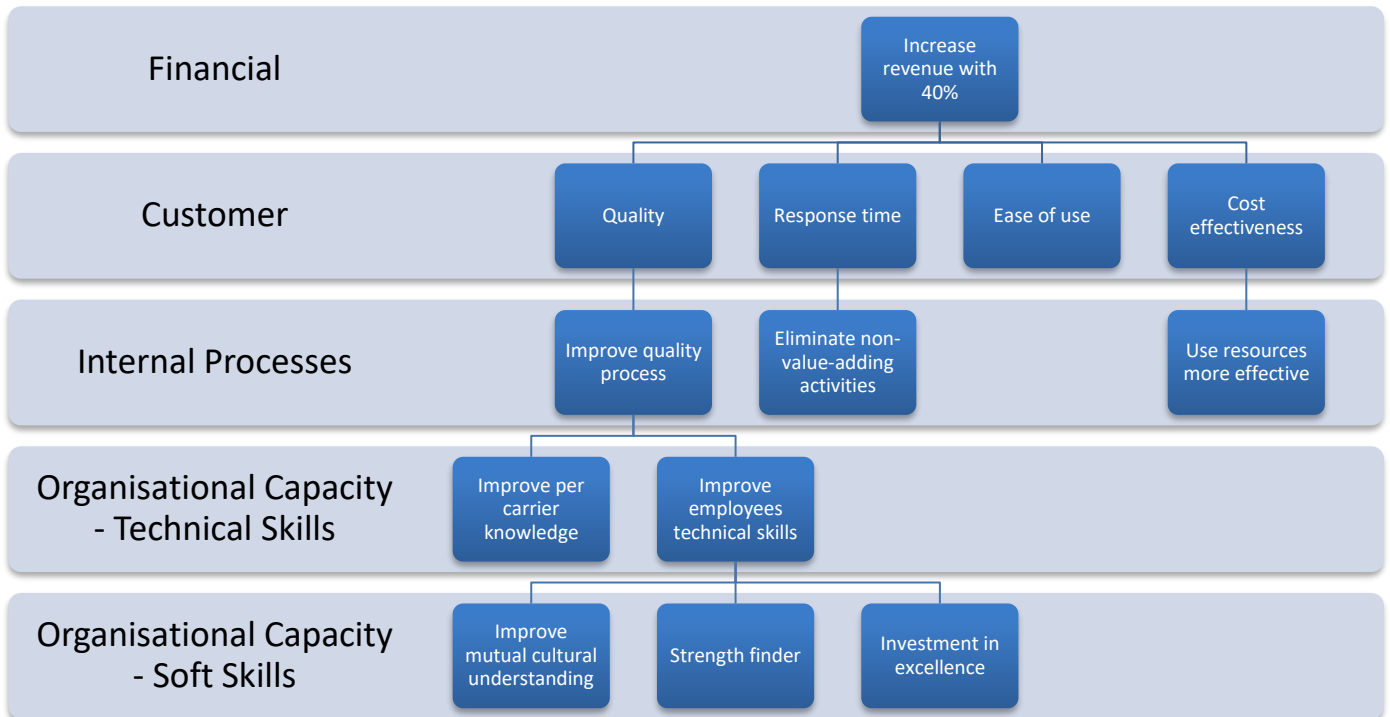 Financial
Increase
revenue with
40%
Customer
Quality
Response time
Ease of use
Cost
effectiveness
Internal Processes
Improve quality
process
Eliminate non-
value-adding
activities
Use resources
more effective
Organisational Capacity
- Technical Skills
Improve per
carrier
knowledge
Improve
employees
technical skills
Organisational Capacity
- Soft Skills
Improve
mutual cultural
understanding
Strength finder
Investment in
excellence